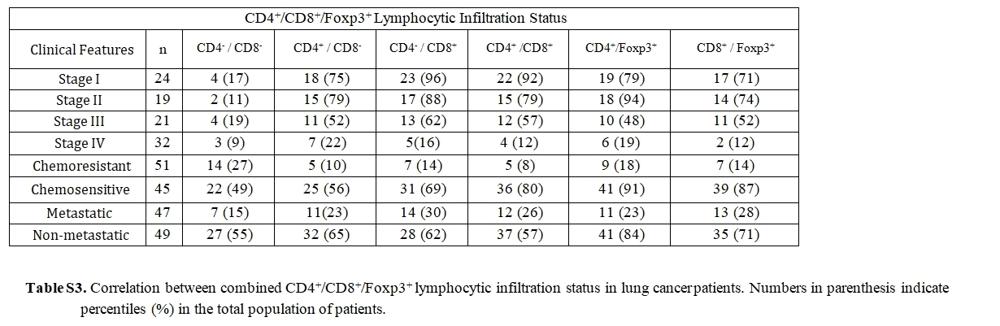 CD4⁺/CD8⁺/Foxp3⁺ Lymphocytic Infiltration Status
Clinical Features n CD4⁻ / CD8⁻ CD4⁺ / CD8⁻ CD4⁻ / CD8⁺ CD4⁺ /CD8⁺ CD4⁺/Foxp3⁺ CD8⁺ / Foxp3⁺
Stage I 24 4 (17) 18 (75) 23 (96) 22 (92) 19 (79) 17 (71)
Stage II 19 2 (11) 15 (79) 17 (88) 15 (79) 18 (94) 14 (74)
Stage III 21 4 (19) 11 (52) 13 (62) 12 (57) 10 (48) 11 (52)
Stage IV 32 3 (9) 7 (22) 5(16) 4 (12) 6 (19) 2 (12)
Chemoresistant 51 14 (27) 5 (10) 7 (14) 5 (8) 9 (18) 7 (14)
Chemosensitive 45 22 (49) 25 (56) 31 (69) 36 (80) 41 (91) 39 (87)
Metastatic 47 7 (15) 11(23) 14 (30) 12 (26) 11 (23) 13 (28)
Non-metastatic 49 27 (55) 32 (65) 28 (62) 37 (57) 41 (84) 35 (71)
Table S3. Correlation between combined CD4⁺/CD8⁺/Foxp3⁺ lymphocytic infiltration status in lung cancer patients. Numbers in parenthesis indicate
percentiles (%) in the total population of patients.